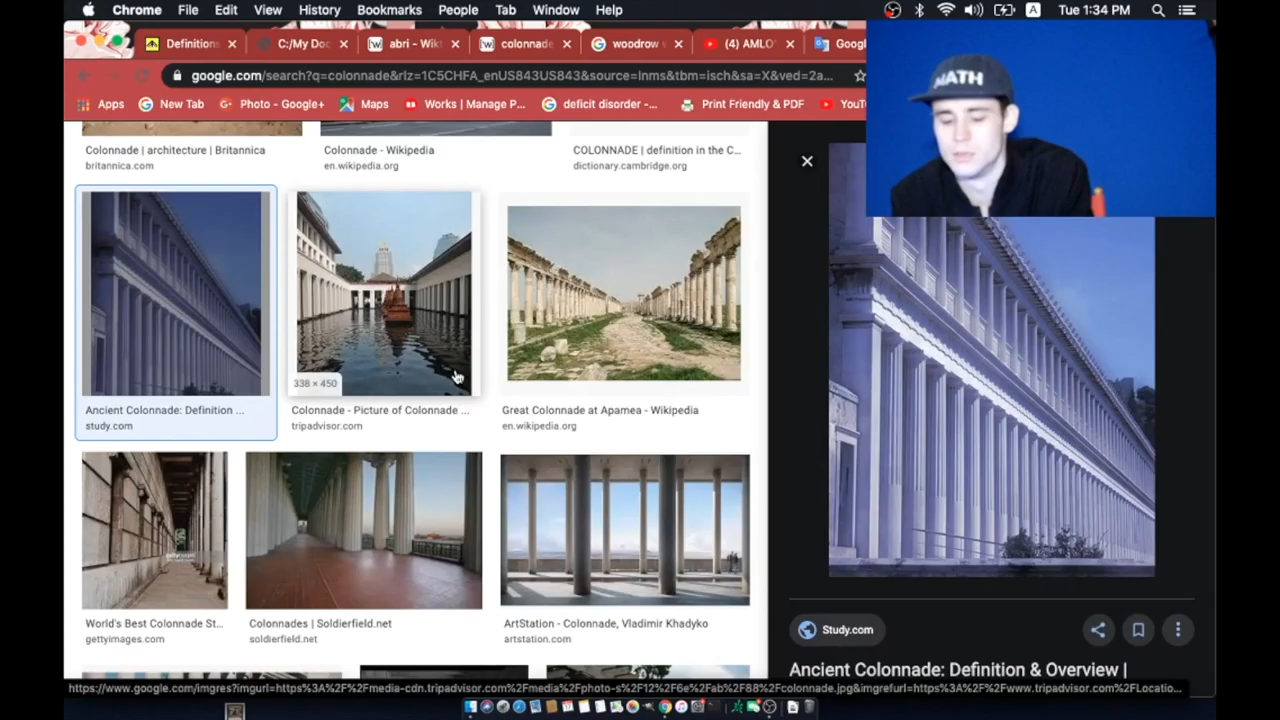 Chrome File Edit View History Bookmarks People Tab Window Help A Tue 1:34 PM
Definitions C:/My Doc abri - Wikt colonnade woodrow w (4) AMLO Googl
google.com/search?q=colonnade&rlz=1C5CHFA_enUS843US843&source=lnms&tbm=isch&sa=X&ved=2a...
Apps New Tab Photo - Google+ Maps Works | Manage P... deficit disorder -... Print Friendly & PDF YouT
MATH
Colonnade | architecture | Britannica
britannica.com
Colonnade - Wikipedia
en.wikipedia.org
COLONNADE | definition in the C...
dictionary.cambridge.org
338 × 450
Ancient Colonnade: Definition ...
study.com
Colonnade - Picture of Colonnade ...
tripadvisor.com
Great Colonnade at Apamea - Wikipedia
en.wikipedia.org
gettyimages
World's Best Colonnade St...
gettyimages.com
Colonnades | Soldierfield.net
soldierfield.net
ArtStation - Colonnade, Vladimir Khadyko
artstation.com
Study.com
Ancient Colonnade: Definition & Overview |
https://www.google.com/imgres?imgurl=https%3A%2F%2Fmedia-cdn.tripadvisor.com%2Fmedia%2Fphoto-s%2F12%2F6e%2Fab%2F88%2Fcolonnade.jpg&imgrefurl=https%3A%2F%2Fwww.tripadvisor.com%2FLocatio...